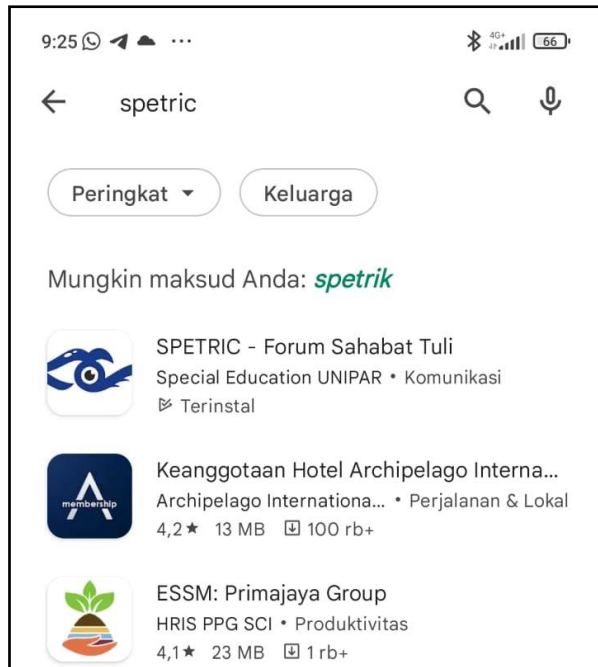 9:25 ...
4G+ 66
spetric
Peringkat
Keluarga
Mungkin maksud Anda: spetrik
SPETRIC - Forum Sahabat Tuli
Special Education UNIPAR • Komunikasi
Terinstal
membership
Keanggotaan Hotel Archipelago Interna...
Archipelago Internationa... • Perjalanan & Lokal
4,2★ 13 MB 100 rb+
ESSM: Primajaya Group
HRIS PPG SCI • Produktivitas
4,1★ 23 MB 1 rb+